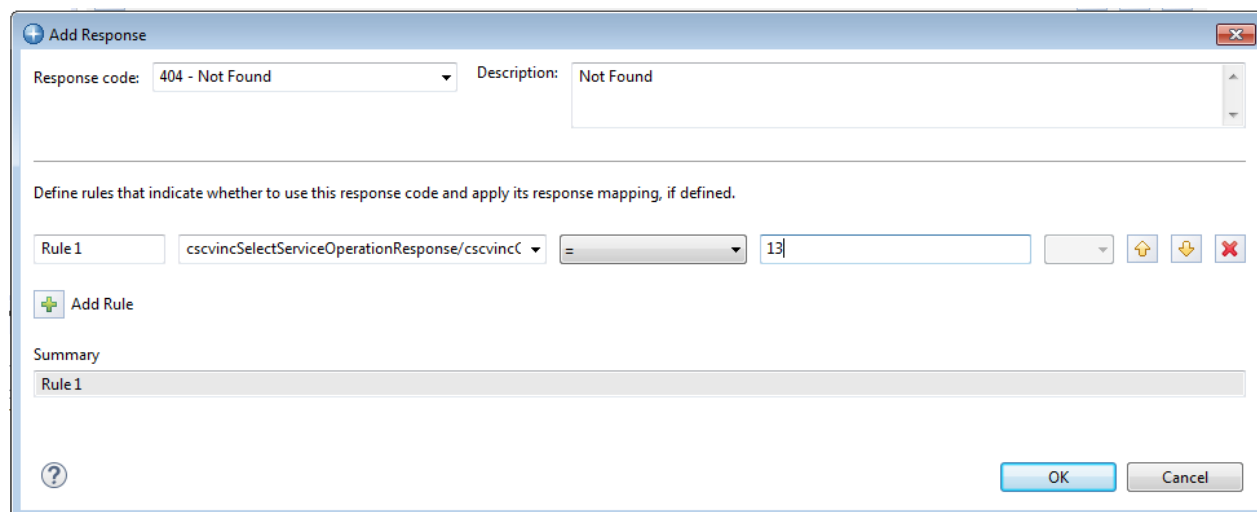 Add Response
Response code: 404 - Not Found Description: Not Found
Define rules that indicate whether to use this response code and apply its response mapping, if defined.
Rule 1 cscvincSelectServiceOperationResponse/cscvincC = 13
Add Rule
Summary
Rule 1
? OK Cancel